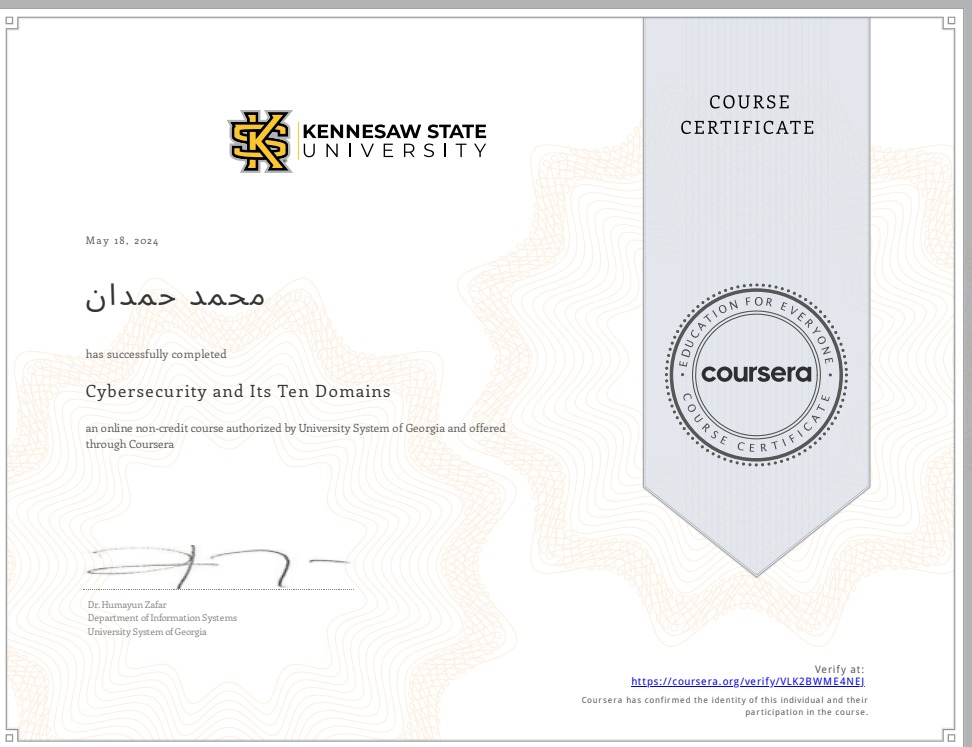 KENNESAW STATE
UNIVERSITY
COURSE
CERTIFICATE
May 18, 2024
محمد حمدان
has successfully completed
Cybersecurity and Its Ten Domains
an online non-credit course authorized by University System of Georgia and offered
through Coursera
EDUCATION FOR EVERYONE
coursera
COURSE CERTIFICATE
Dr. Humayun Zafar
Department of Information Systems
University System of Georgia
Verify at:
https://coursera.org/verify/VLK2BWME4NEJ
Coursera has confirmed the identity of this individual and their
participation in the course.